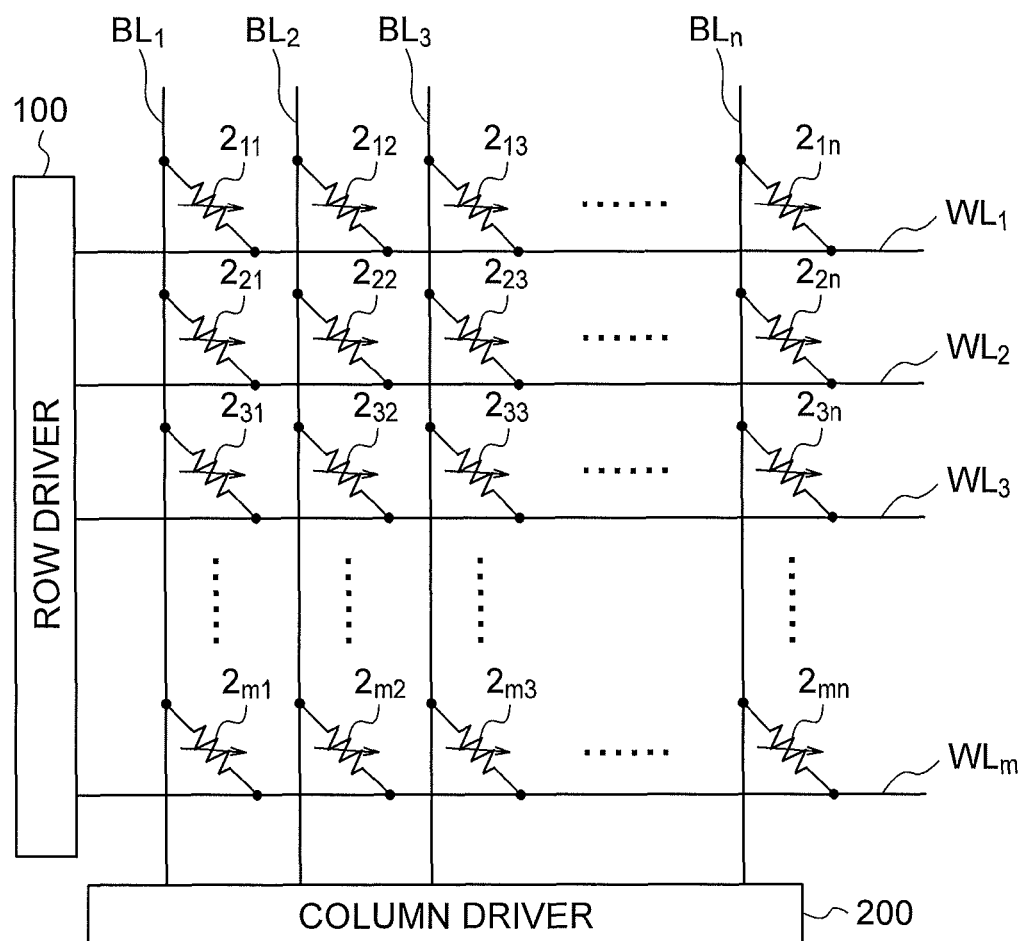 BL1 BL2 BL3 BLn
100
211 212 213 21n
WL1
221 222 223 22n
WL2
231 232 233 23n
WL3
ROW DRIVER
2m1 2m2 2m3 2mn
WLm
COLUMN DRIVER
200